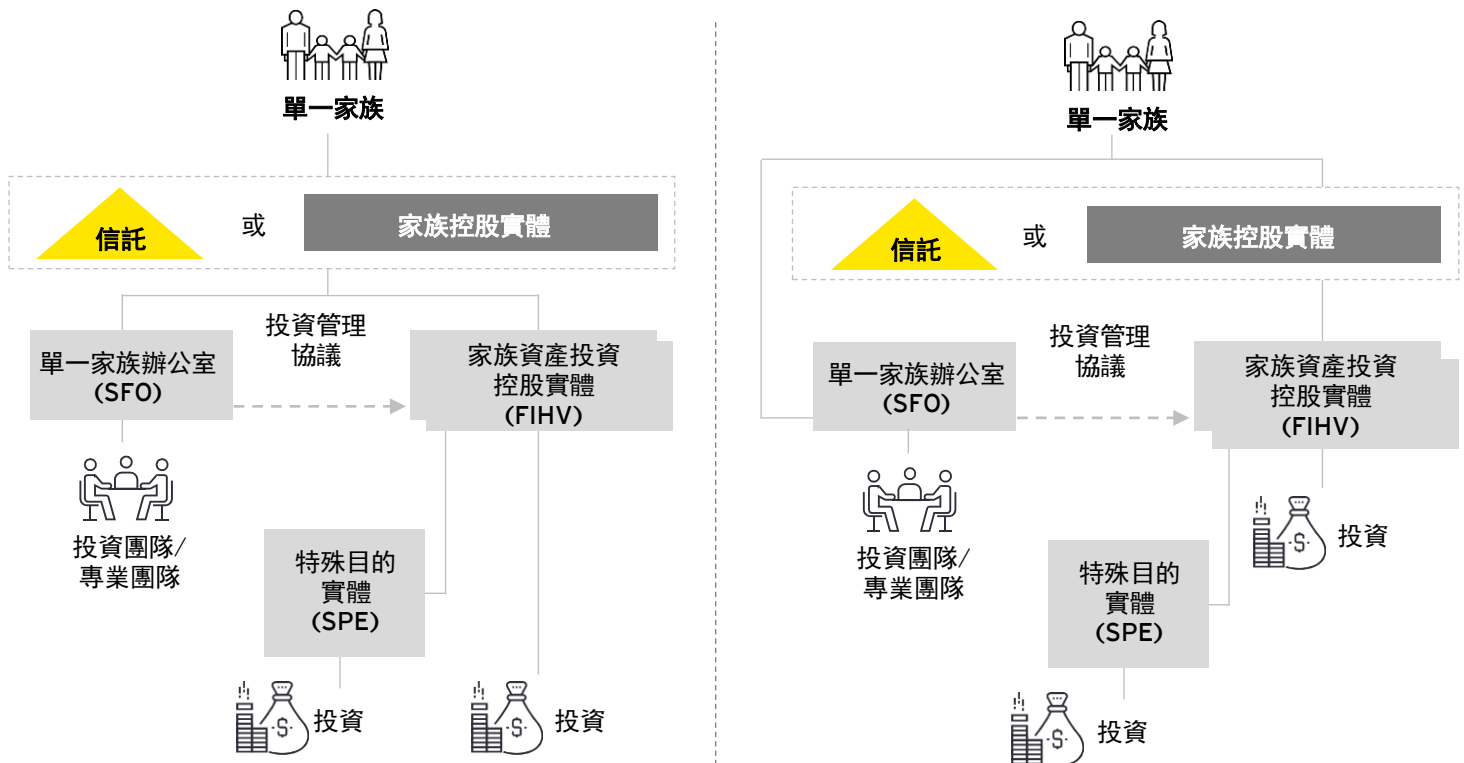 單一家族
信託
或
家族控股實體
單一家族辦公室
(SFO)
投資管理
協議
家族資產投資
控股實體
(FIHV)
投資團隊/
專業團隊
特殊目的
實體
(SPE)
$
投資
$
投資
單一家族
信託
或
家族控股實體
單一家族辦公室
(SFO)
投資管理
協議
家族資產投資
控股實體
(FIHV)
投資團隊/
專業團隊
$
投資
特殊目的
實體
(SPE)
$
投資